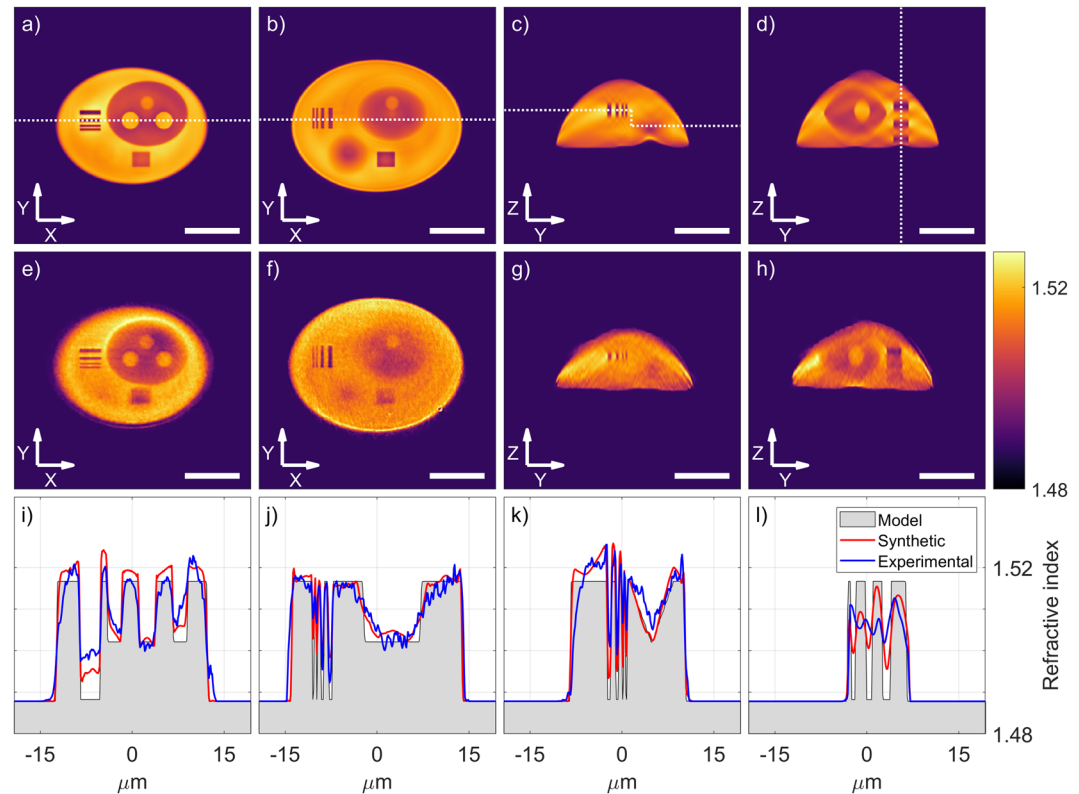 a) b) c) d)
Y Y Z Z
X X Y Y
e) f) g) h)
1.52
Y Y Z Z
X X Y Y
1.48
i) j) k) l)
Model
Synthetic
Experimental
1.52
Refractive index
1.48
-15 0 15 -15 0 15 -15 0 15 -15 0 15
μm μm μm μm